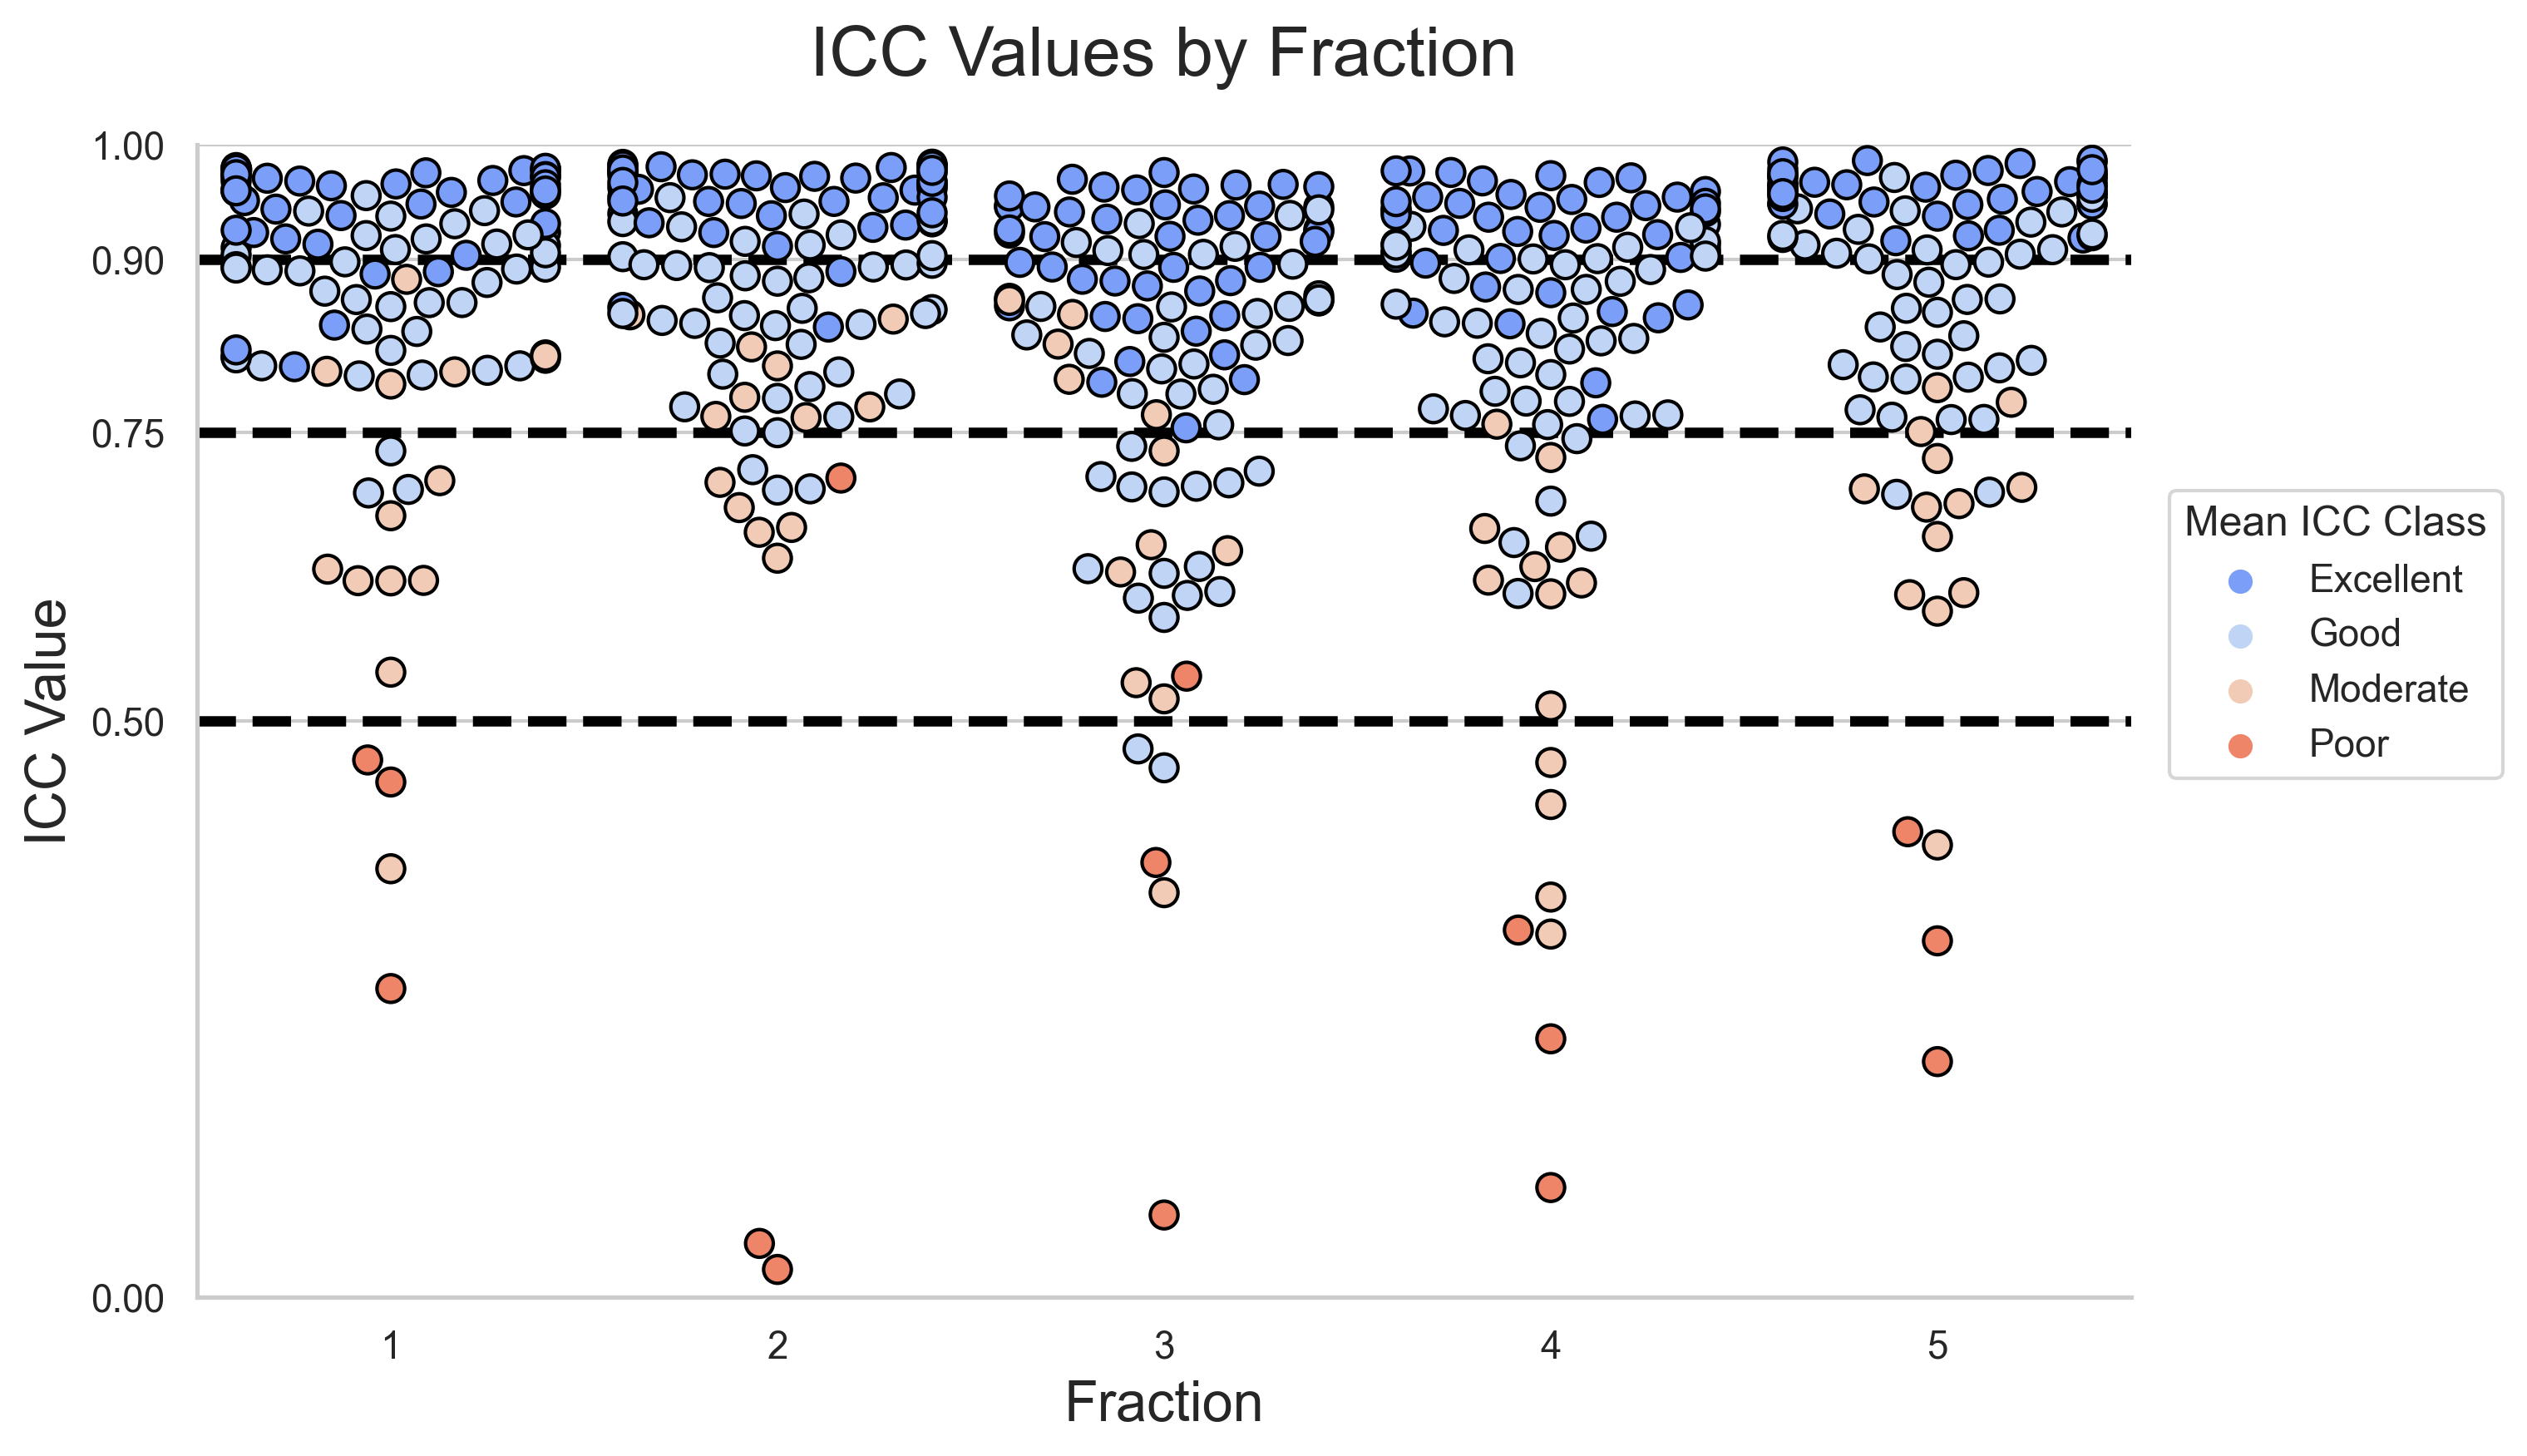 ICC Values by Fraction
1.00
0.90
0.75
0.50
0.00
ICC Value
1 2 3 4 5
Fraction
Mean ICC Class
Excellent
Good
Moderate
Poor